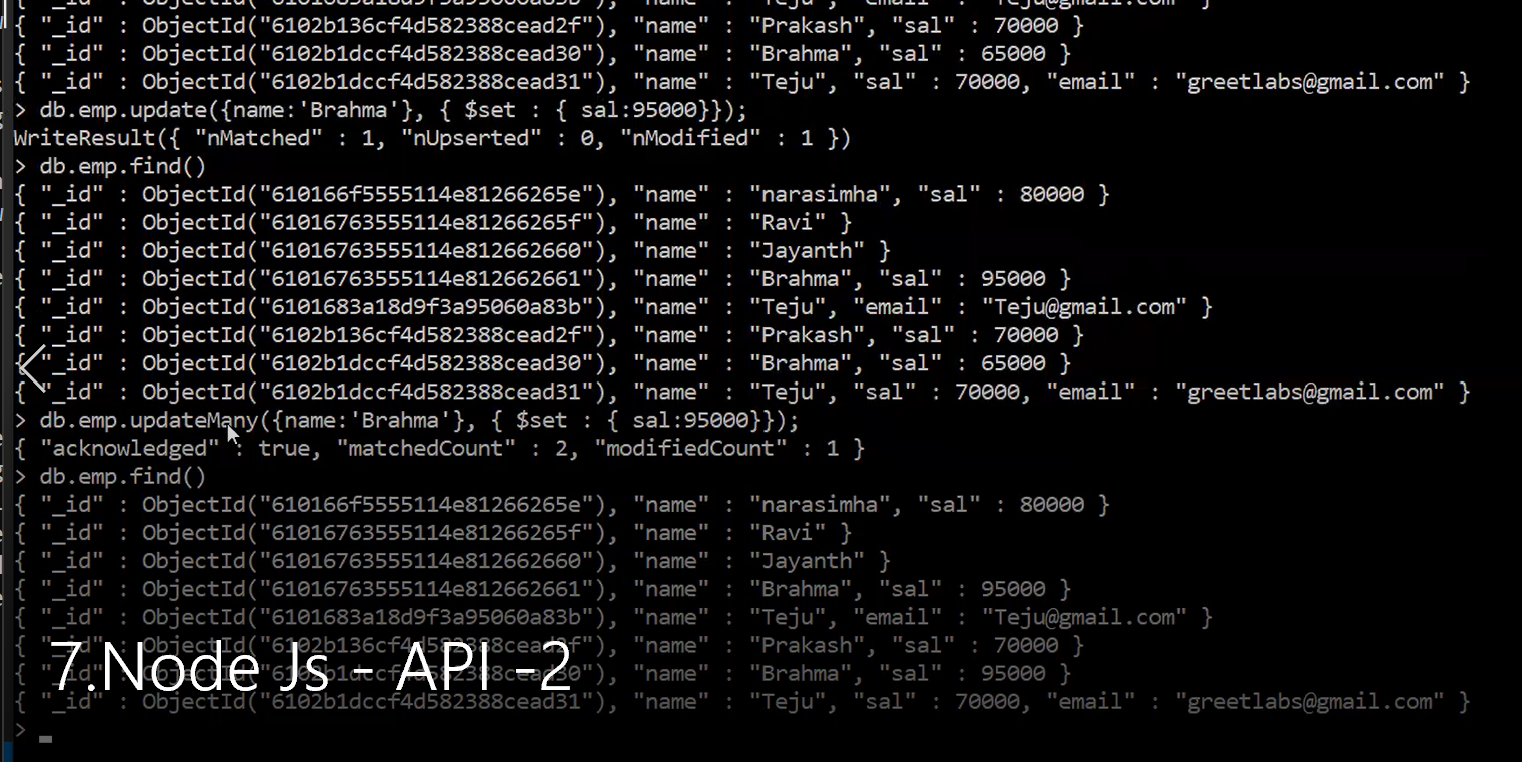 { "_id" : ObjectId("6101683a18d9f3a95060a83b"), "name" : "Teju", "email" : "Teju@gmail.com" }
{ "_id" : ObjectId("6102b136cf4d582388cead2f"), "name" : "Prakash", "sal" : 70000 }
{ "_id" : ObjectId("6102b1dccf4d582388cead30"), "name" : "Brahma", "sal" : 65000 }
{ "_id" : ObjectId("6102b1dccf4d582388cead31"), "name" : "Teju", "sal" : 70000, "email" : "greetlabs@gmail.com" }
> db.emp.update({name:'Brahma'}, { $set : { sal:95000}});
WriteResult({ "nMatched" : 1, "nUpserted" : 0, "nModified" : 1 })
> db.emp.find()
{ "_id" : ObjectId("610166f5555114e81266265e"), "name" : "narasimha", "sal" : 80000 }
{ "_id" : ObjectId("61016763555114e81266265f"), "name" : "Ravi" }
{ "_id" : ObjectId("61016763555114e812662660"), "name" : "Jayanth" }
{ "_id" : ObjectId("61016763555114e812662661"), "name" : "Brahma", "sal" : 95000 }
{ "_id" : ObjectId("6101683a18d9f3a95060a83b"), "name" : "Teju", "email" : "Teju@gmail.com" }
{ "_id" : ObjectId("6102b136cf4d582388cead2f"), "name" : "Prakash", "sal" : 70000 }
{ "_id" : ObjectId("6102b1dccf4d582388cead30"), "name" : "Brahma", "sal" : 65000 }
{ "_id" : ObjectId("6102b1dccf4d582388cead31"), "name" : "Teju", "sal" : 70000, "email" : "greetlabs@gmail.com" }
> db.emp.updateMany({name:'Brahma'}, { $set : { sal:95000}});
{ "acknowledged" : true, "matchedCount" : 2, "modifiedCount" : 1 }
> db.emp.find()
{ "_id" : ObjectId("610166f5555114e81266265e"), "name" : "narasimha", "sal" : 80000 }
{ "_id" : ObjectId("61016763555114e81266265f"), "name" : "Ravi" }
{ "_id" : ObjectId("61016763555114e812662660"), "name" : "Jayanth" }
{ "_id" : ObjectId("61016763555114e812662661"), "name" : "Brahma", "sal" : 95000 }
{ "_id" : ObjectId("6101683a18d9f3a95060a83b"), "name" : "Teju", "email" : "Teju@gmail.com" }
{ "_id" : ObjectId("6102b136cf4d582388cead2f"), "name" : "Prakash", "sal" : 70000 }
7.Node Js - API -2
{ "_id" : ObjectId("6102b1dccf4d582388cead30"), "name" : "Brahma", "sal" : 95000 }
{ "_id" : ObjectId("6102b1dccf4d582388cead31"), "name" : "Teju", "sal" : 70000, "email" : "greetlabs@gmail.com" }
>